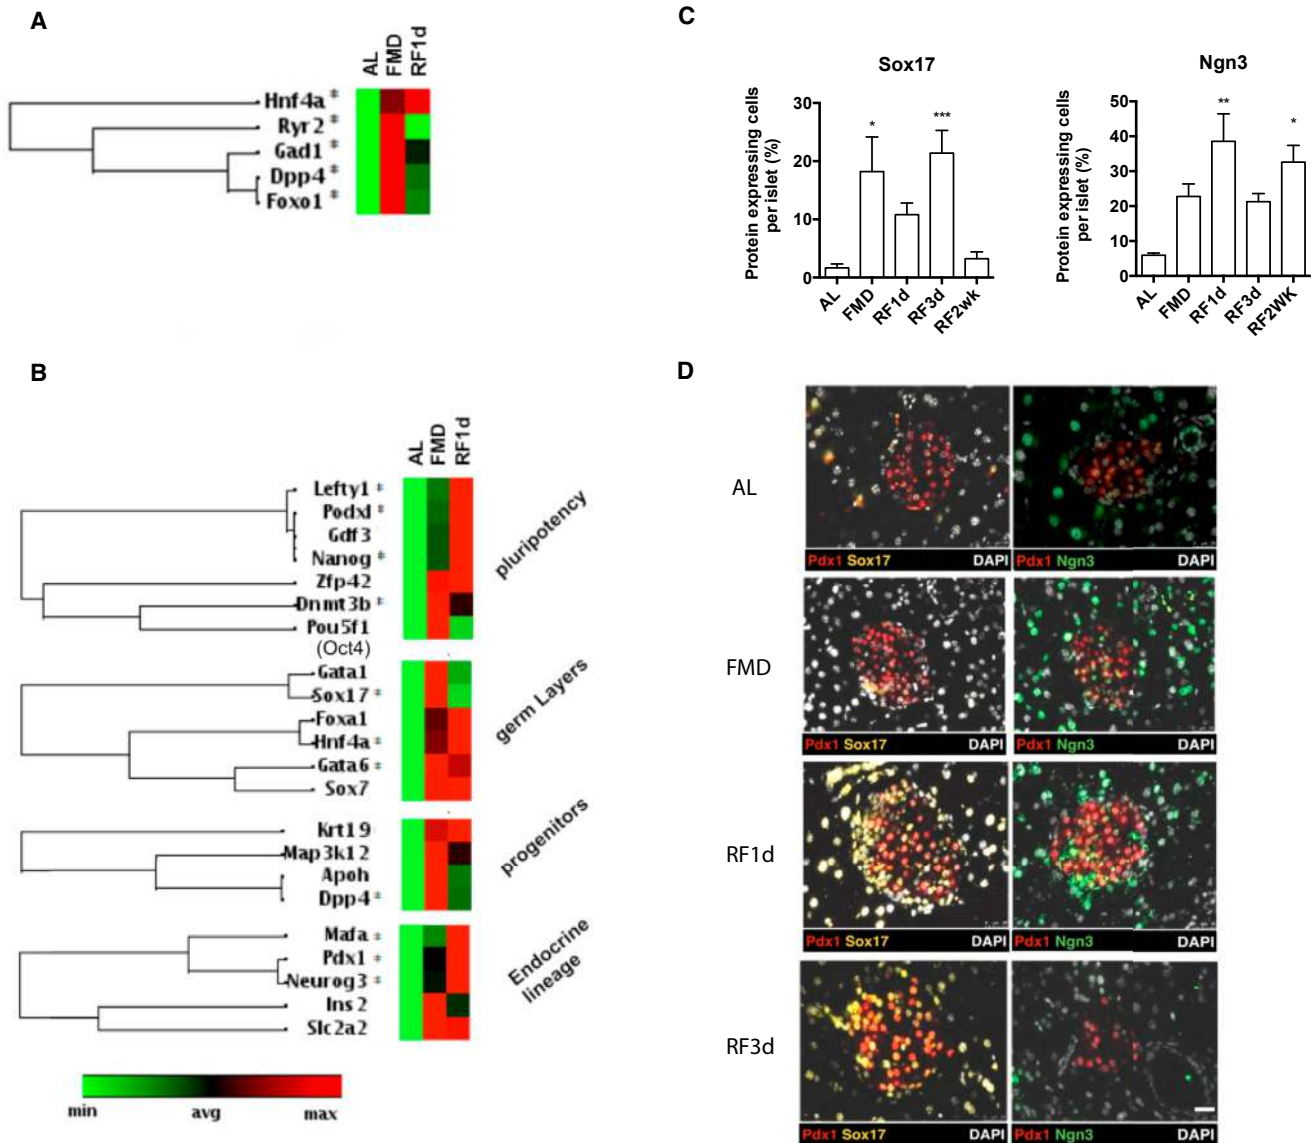 A
AL FMD RF1d
Hnf4a *
Ryr2 *
Gad1 *
Dpp4 *
Foxo1 *
B
AL FMD RF1d
Lefty1 *
Podxl *
Gdf3
Nanog *
Zfp42
Dnmt3b *
Pou5f1
(Oct4)
pluripotency
Gata1
Sox17 *
Foxa1
Hnf4a *
Gata6 *
Sox7
germ Layers
Krt19
Map3k12
Apoh
Dpp4 *
progenitors
Mafa *
Pdx1 *
Neurog3 *
Ins2
Slc2a2
Endocrine
lineage
min avg max
C
Sox17
Protein expressing cells
per islet (%)
30
20
10
0
* ***
AL FMD RF1d RF3d RF2wk
Ngn3
Protein expressing cells
per islet (%)
50
40
30
20
10
0
** *
AL FMD RF1d RF3d RF2WK
D
AL
Pdx1 Sox17 DAPI
Pdx1 Ngn3 DAPI
FMD
Pdx1 Sox17 DAPI
Pdx1 Ngn3 DAPI
RF1d
Pdx1 Sox17 DAPI
Pdx1 Ngn3 DAPI
RF3d
Pdx1 Sox17 DAPI
Pdx1 Ngn3 DAPI